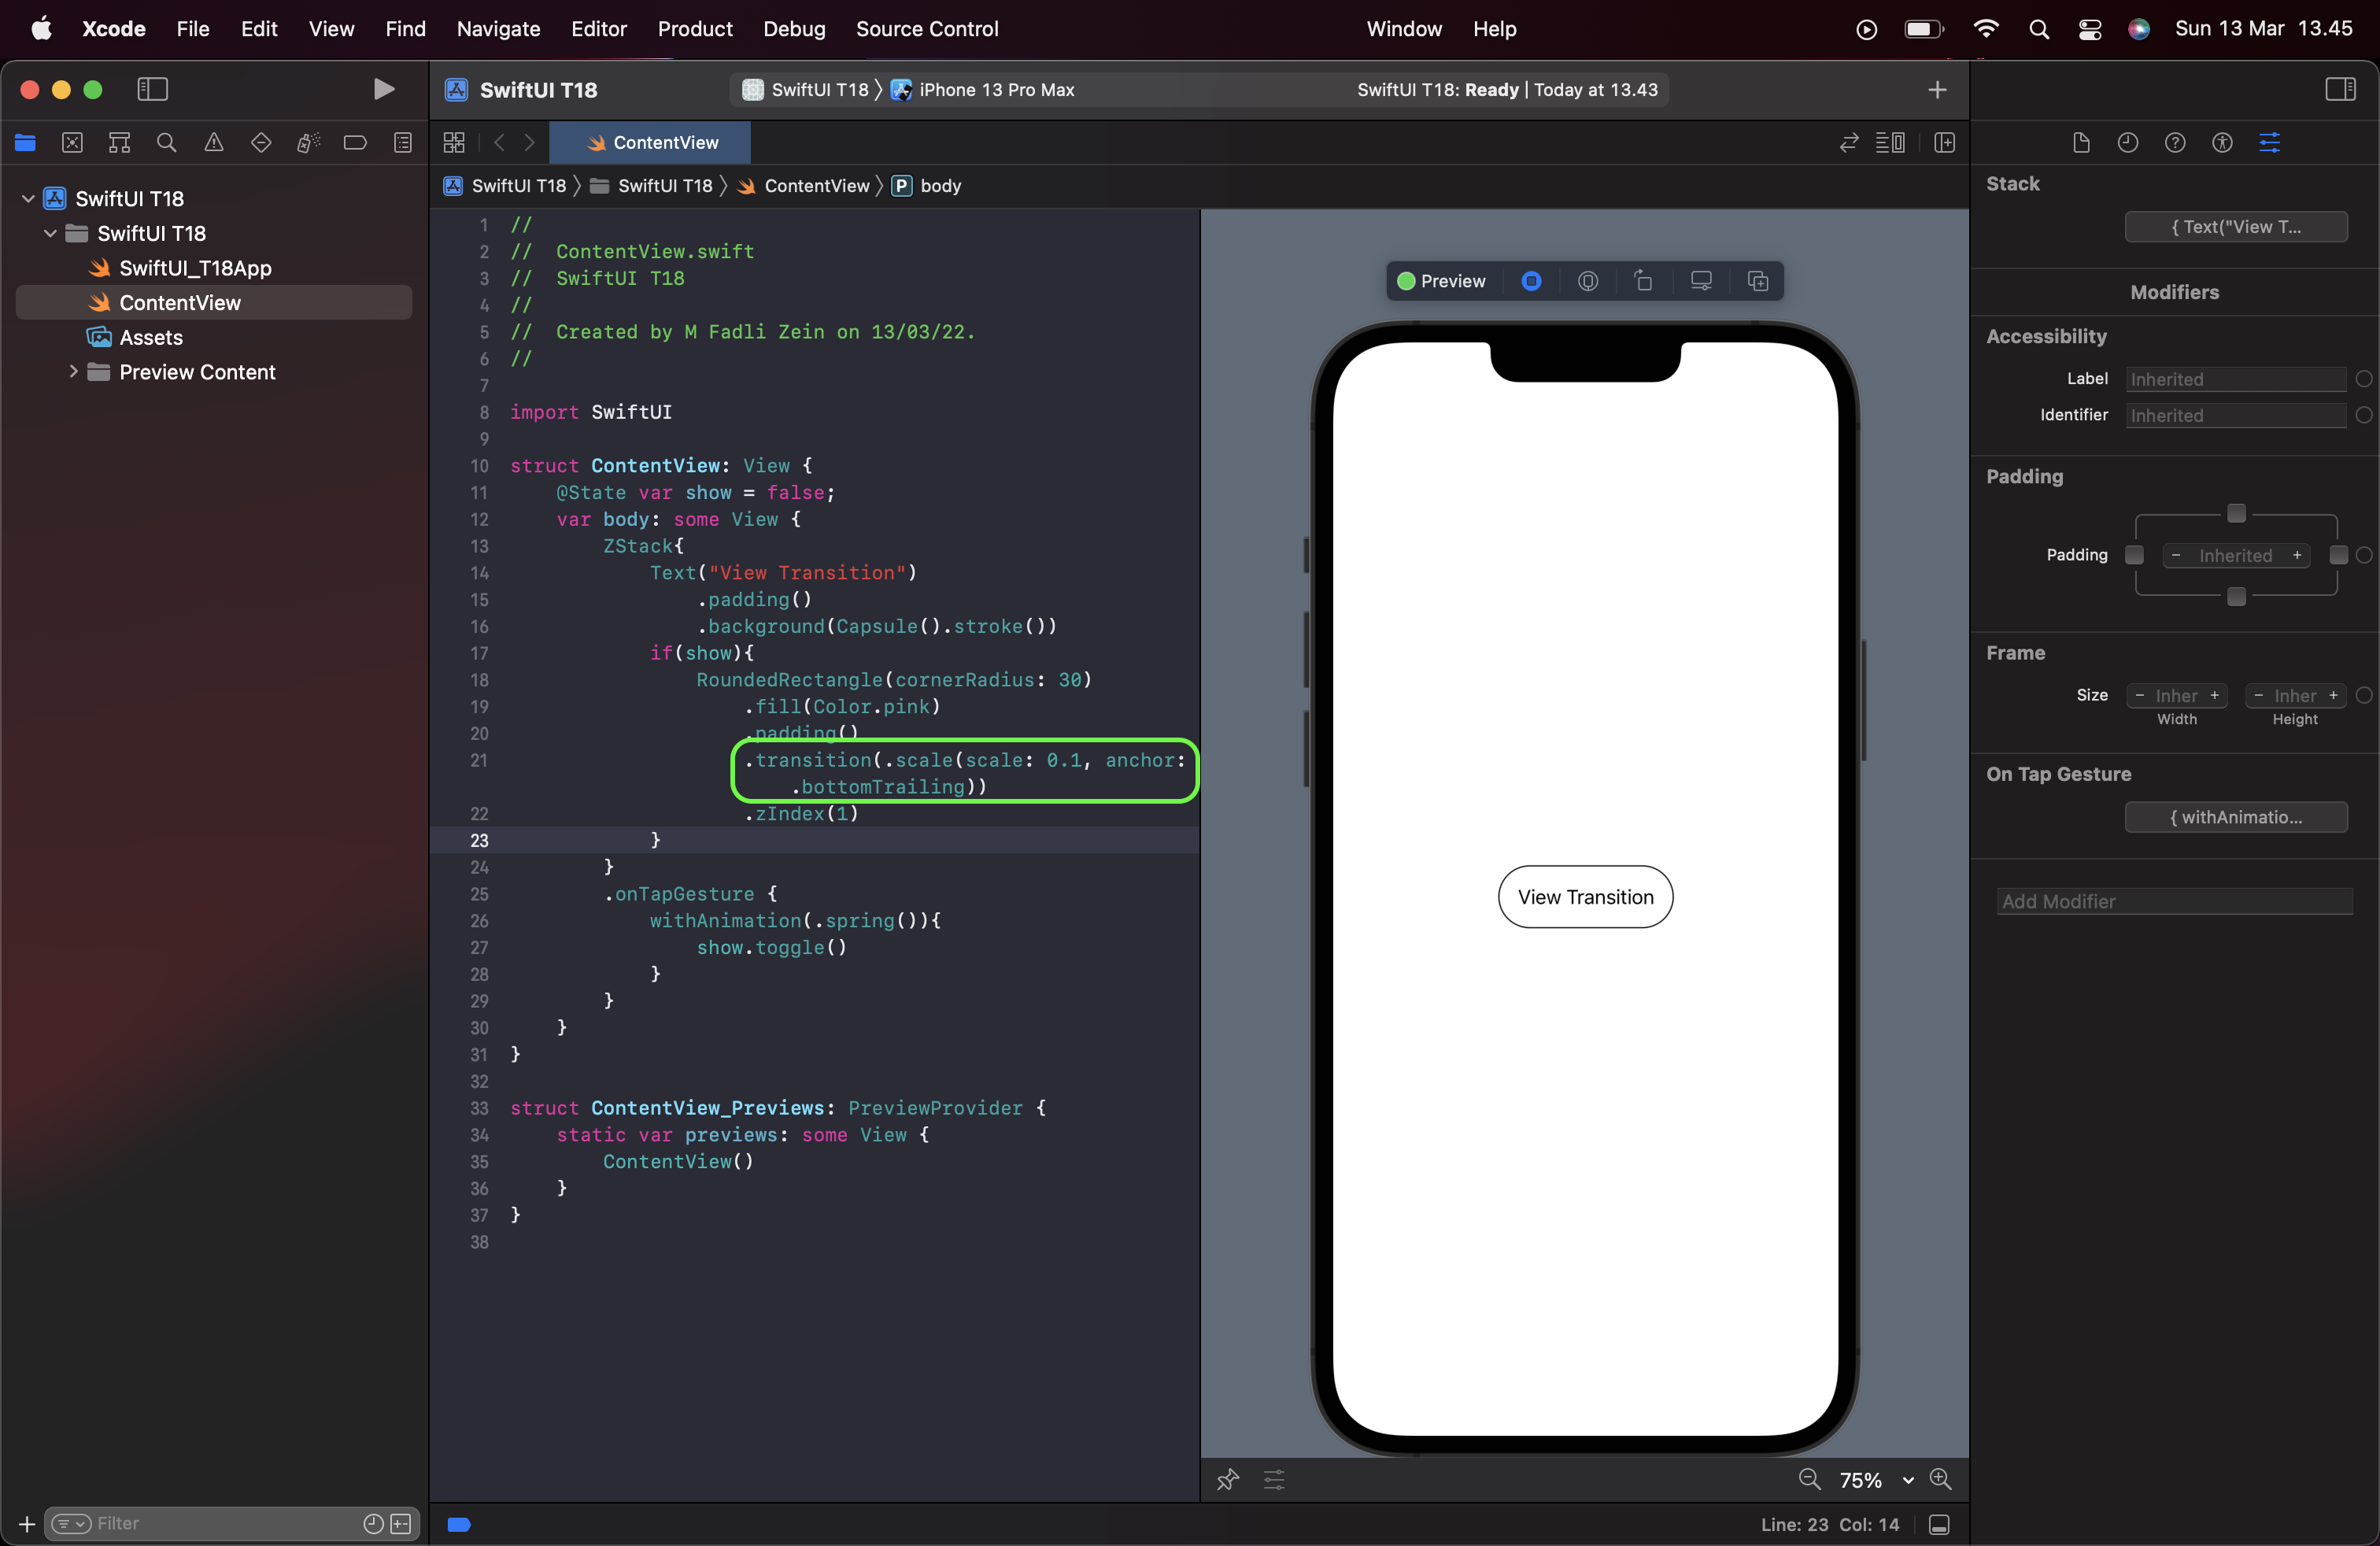 Xcode File Edit View Find Navigate Editor Product Debug Source Control Window Help Sun 13 Mar 13.45
SwiftUI T18 SwiftUI T18 iPhone 13 Pro Max SwiftUI T18: Ready | Today at 13.43
ContentView
SwiftUI T18 SwiftUI T18 ContentView P body
SwiftUI T18
SwiftUI T18
SwiftUI_T18App
ContentView
Assets
Preview Content
Filter
1 //
2 //  ContentView.swift
3 //  SwiftUI T18
4 //
5 //  Created by M Fadli Zein on 13/03/22.
6 //
7
8 import SwiftUI
9
10 struct ContentView: View {
11     @State var show = false;
12     var body: some View {
13         ZStack{
14             Text("View Transition")
15                 .padding()
16                 .background(Capsule().stroke())
17             if(show){
18                 RoundedRectangle(cornerRadius: 30)
19                     .fill(Color.pink)
20                     .padding()
21                     .transition(.scale(scale: 0.1, anchor:
                        .bottomTrailing))
22                     .zIndex(1)
23             }
24         }
25         .onTapGesture {
26             withAnimation(.spring()){
27                 show.toggle()
28             }
29         }
30     }
31 }
32
33 struct ContentView_Previews: PreviewProvider {
34     static var previews: some View {
35         ContentView()
36     }
37 }
38
Preview
View Transition
75%
Line: 23 Col: 14
Stack
{ Text("View T...
Modifiers
Accessibility
Label Inherited
Identifier Inherited
Padding
Padding - Inherited +
Frame
Size - Inher + - Inher +
Width Height
On Tap Gesture
{ withAnimatio...
Add Modifier